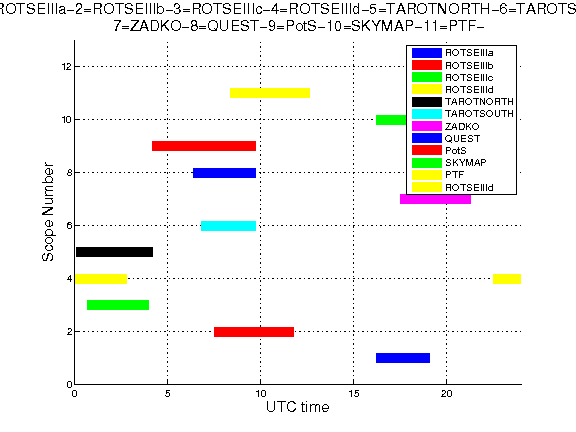 ROTSEIIIa-2=ROTSEIIIb-3=ROTSEIIIc-4=ROTSEIIId-5=TAROTNORTH-6=TAROTS
7=ZADKO-8=QUEST-9=PotS-10=SKYMAP-11=PTF-
ROTSEIIIa
ROTSEIIIb
ROTSEIIIc
ROTSEIIId
TAROTNORTH
TAROTSOUTH
ZADKO
QUEST
PotS
SKYMAP
PTF
ROTSEIIId
Scope Number
12
10
8
6
4
2
0
0 5 10 15 20
UTC time